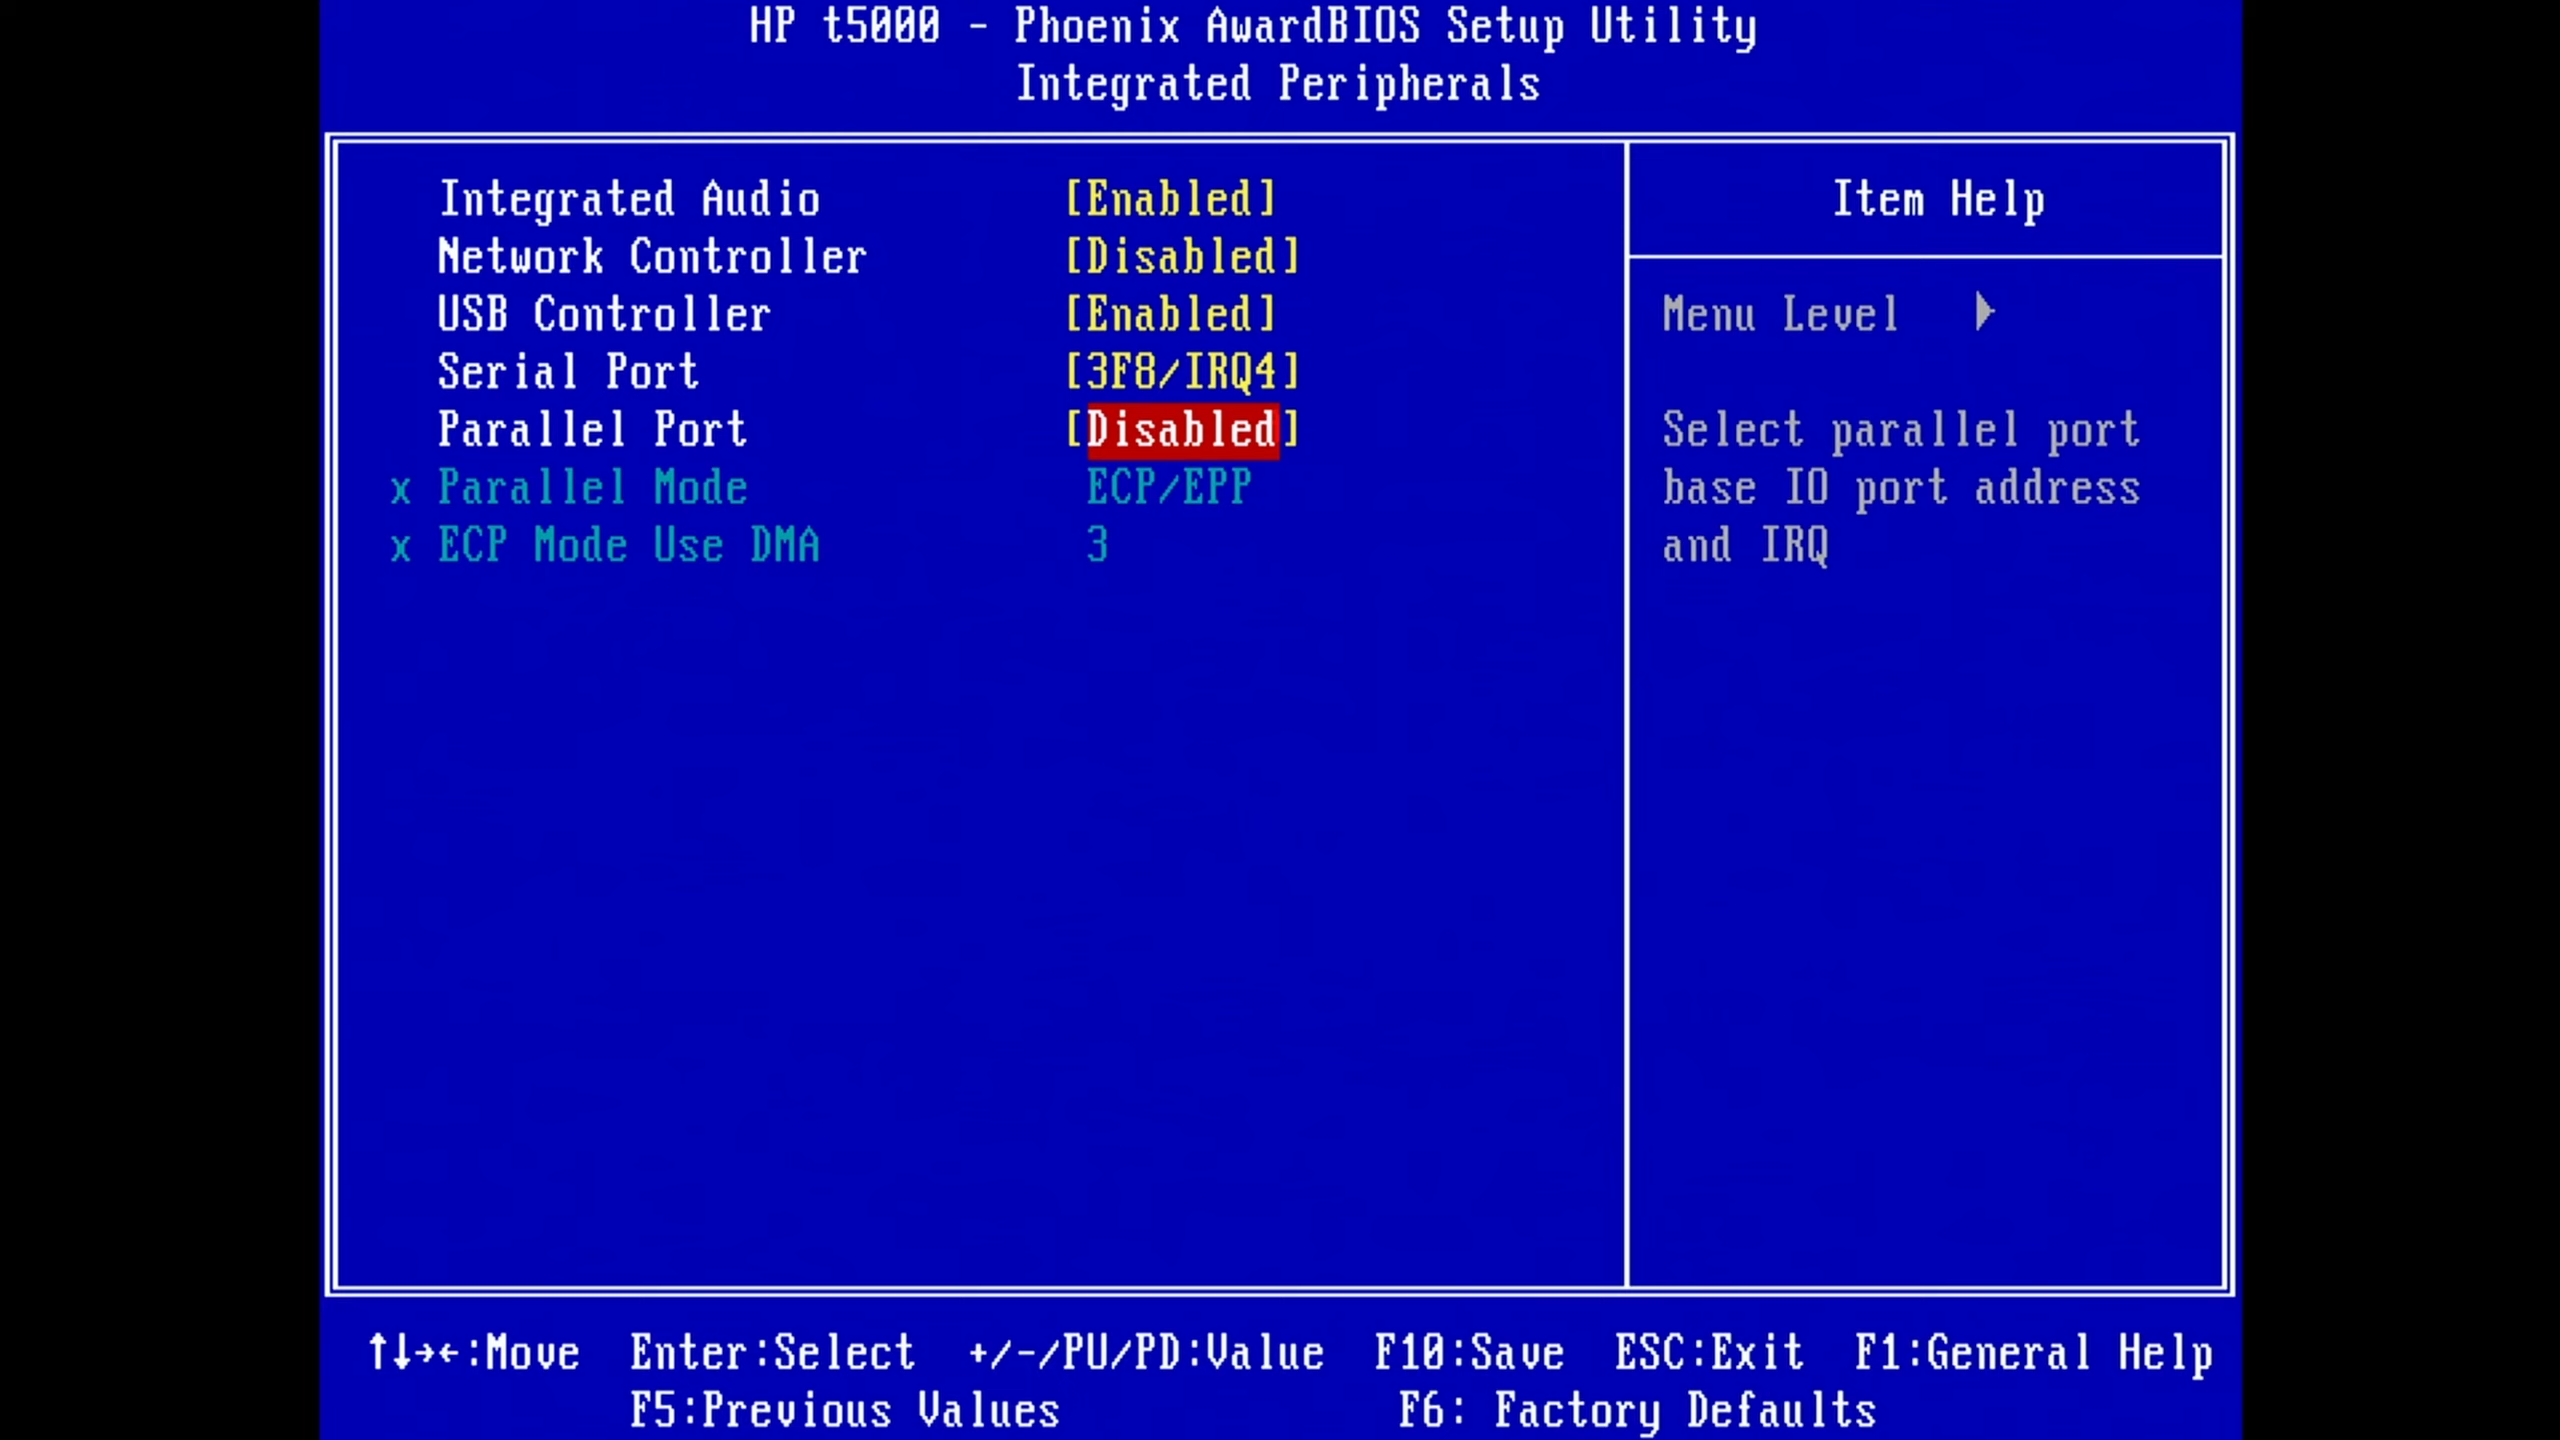 HP t5000 - Phoenix AwardBIOS Setup Utility
Integrated Peripherals
Integrated Audio [Enabled]
Network Controller [Disabled]
USB Controller [Enabled]
Serial Port [3F8/IRQ4]
Parallel Port [Disabled]
x Parallel Mode ECP/EPP
x ECP Mode Use DMA 3
Item Help
Menu Level ▶
Select parallel port
base IO port address
and IRQ
↑↓→←:Move Enter:Select +/-/PU/PD:Value F10:Save ESC:Exit F1:General Help
F5:Previous Values F6: Factory Defaults